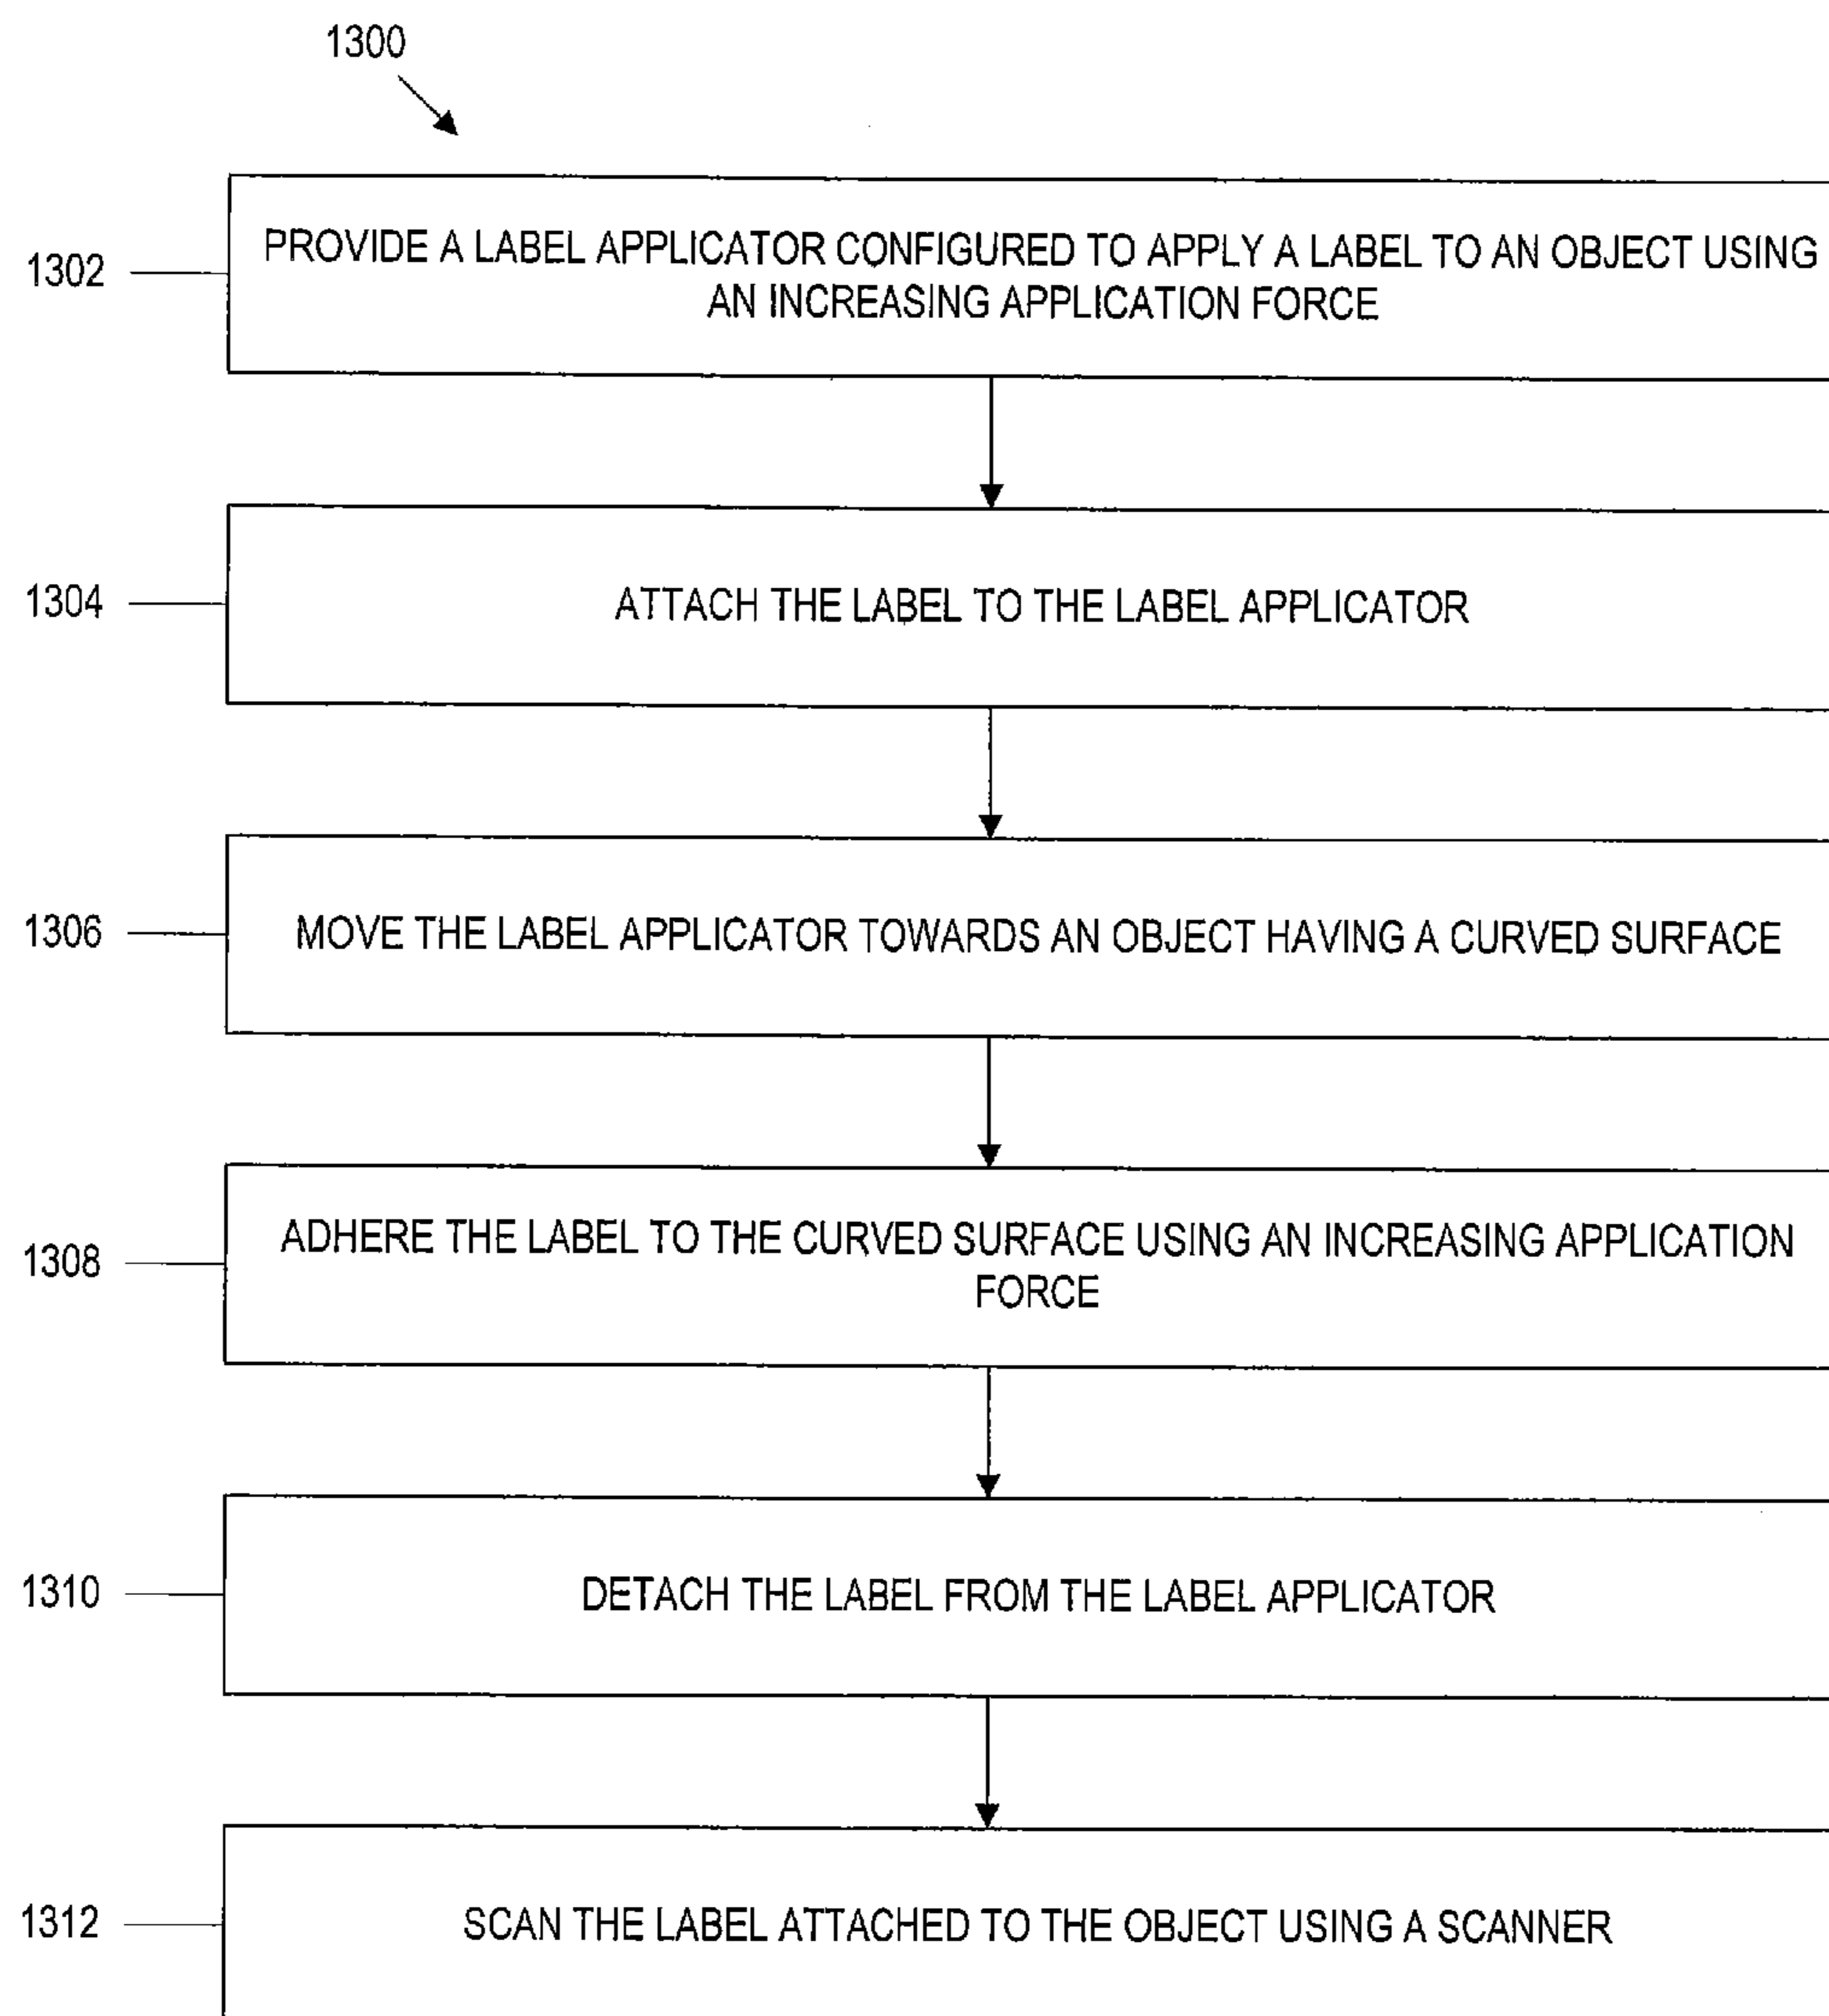 1300
1302
PROVIDE A LABEL APPLICATOR CONFIGURED TO APPLY A LABEL TO AN OBJECT USING
AN INCREASING APPLICATION FORCE
1304
ATTACH THE LABEL TO THE LABEL APPLICATOR
1306
MOVE THE LABEL APPLICATOR TOWARDS AN OBJECT HAVING A CURVED SURFACE
1308
ADHERE THE LABEL TO THE CURVED SURFACE USING AN INCREASING APPLICATION
FORCE
1310
DETACH THE LABEL FROM THE LABEL APPLICATOR
1312
SCAN THE LABEL ATTACHED TO THE OBJECT USING A SCANNER